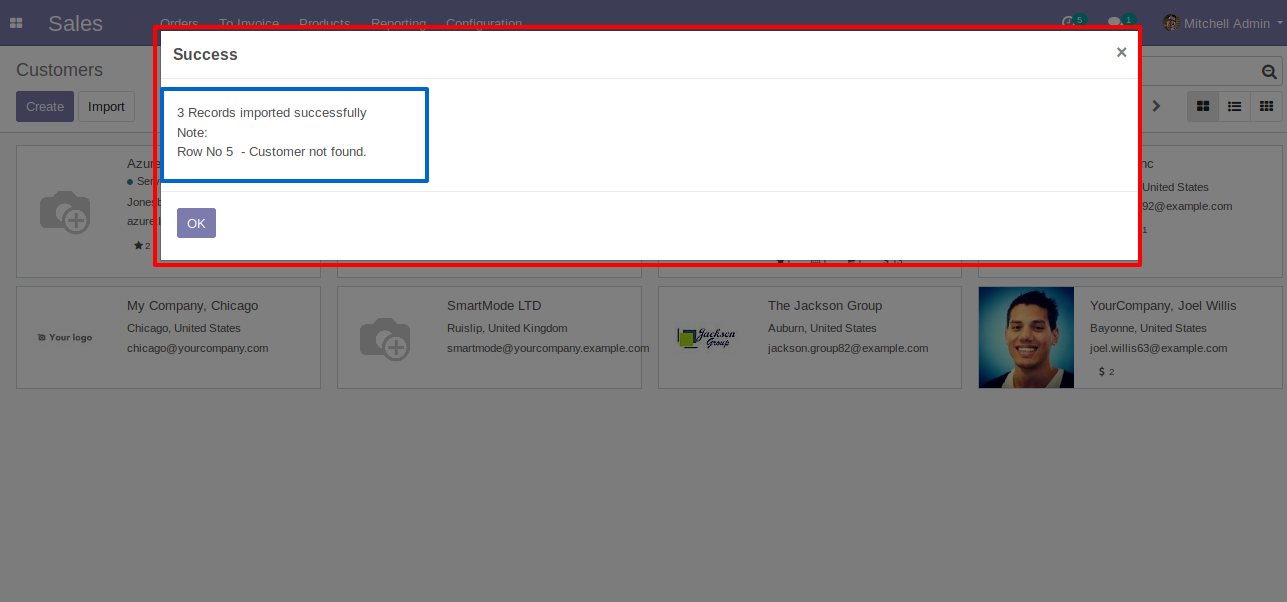 Sales
Orders To Invoice Products Reporting Configuration
5 1 Mitchell Admin
Success
×
Customers
Create Import
3 Records imported successfully
Note:
Row No 5 - Customer not found.
OK
Azure
2
United States
92@example.com
1
My Company, Chicago
Chicago, United States
chicago@yourcompany.com
Your logo
SmartMode LTD
Ruislip, United Kingdom
smartmode@yourcompany.example.com
The Jackson Group
Auburn, United States
jackson.group82@example.com
Jackson
Group
YourCompany, Joel Willis
Bayonne, United States
joel.willis63@example.com
$ 2